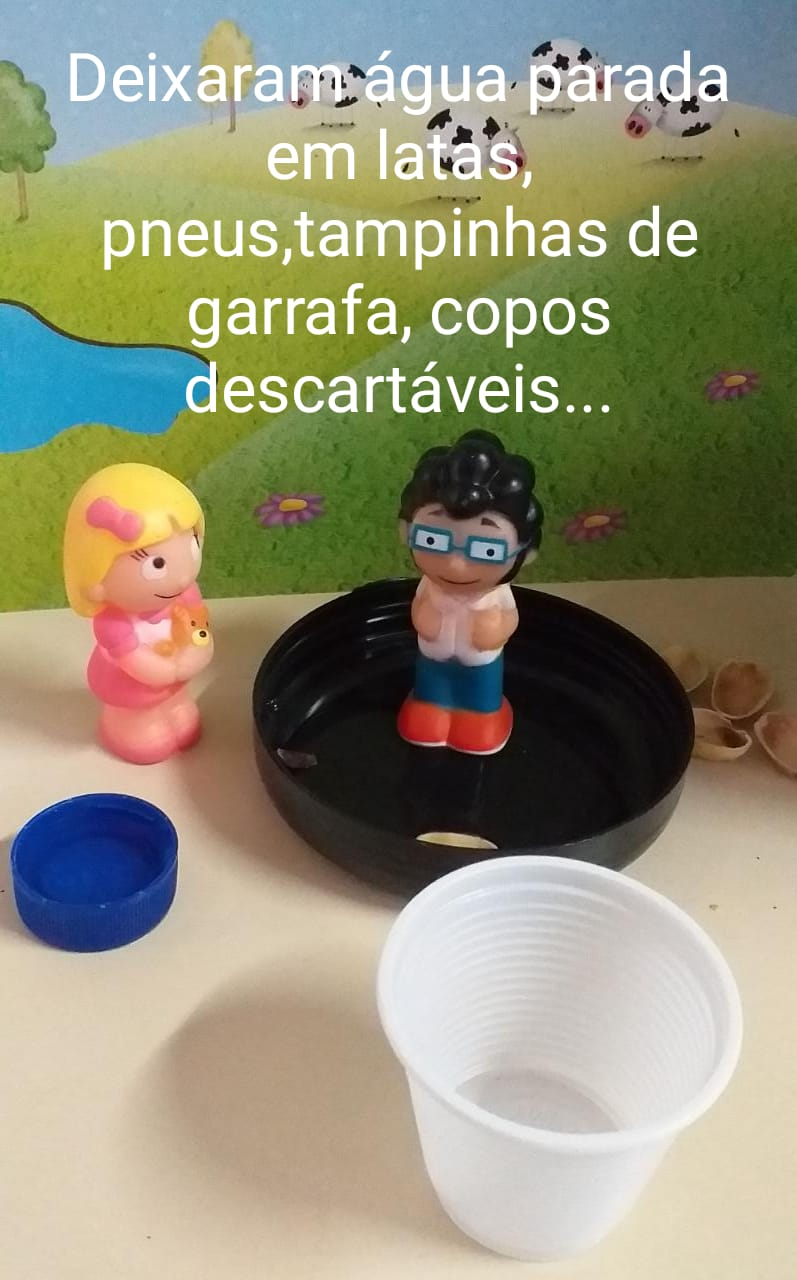 Deixaram água parada
em latas,
pneus,tampinhas de
garrafa, copos
descartáveis...